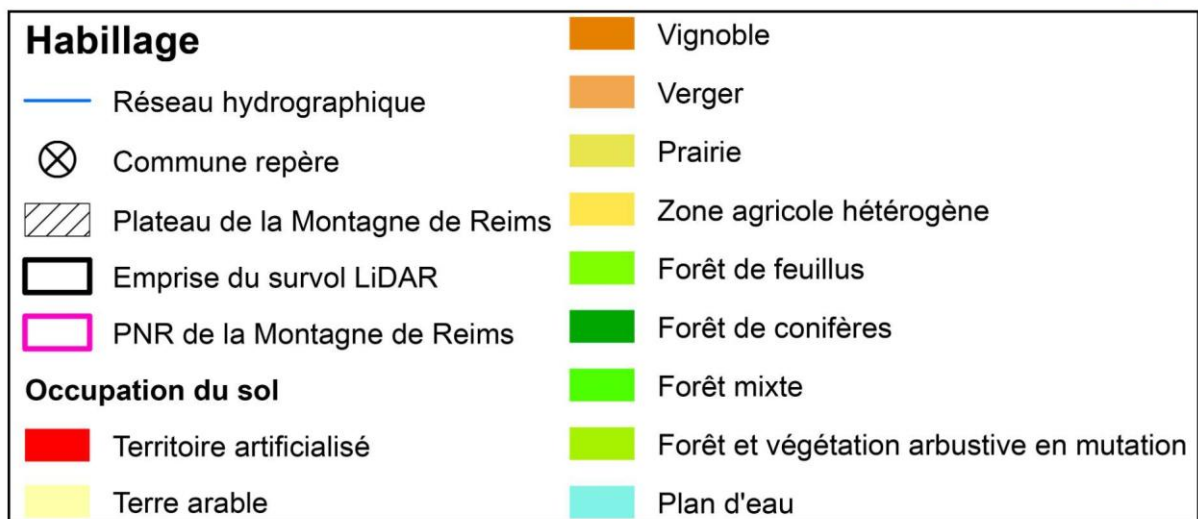 Habillage
Réseau hydrographique
Commune repère
Plateau de la Montagne de Reims
Emprise du survol LiDAR
PNR de la Montagne de Reims
Occupation du sol
Territoire artificialisé
Terre arable
Vignoble
Verger
Prairie
Zone agricole hétérogène
Forêt de feuillus
Forêt de conifères
Forêt mixte
Forêt et végétation arbustive en mutation
Plan d'eau